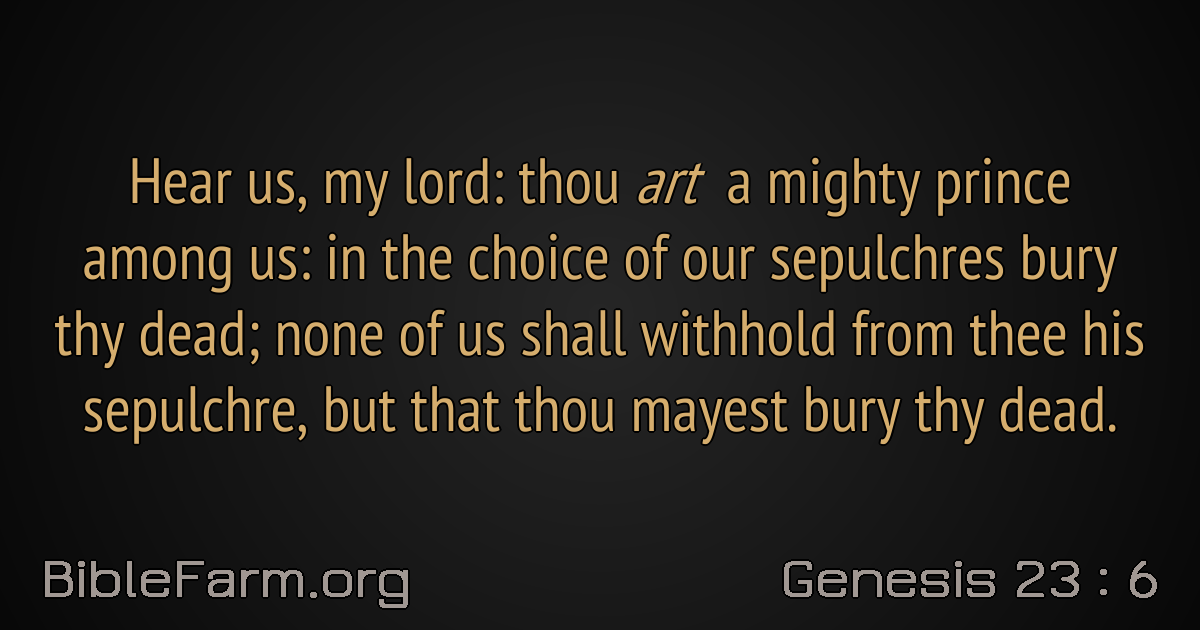 Hear us, my lord: thou art a mighty prince
among us: in the choice of our sepulchres bury
thy dead; none of us shall withhold from thee his
sepulchre, but that thou mayest bury thy dead.
BibleFarm.org
Genesis 23 : 6